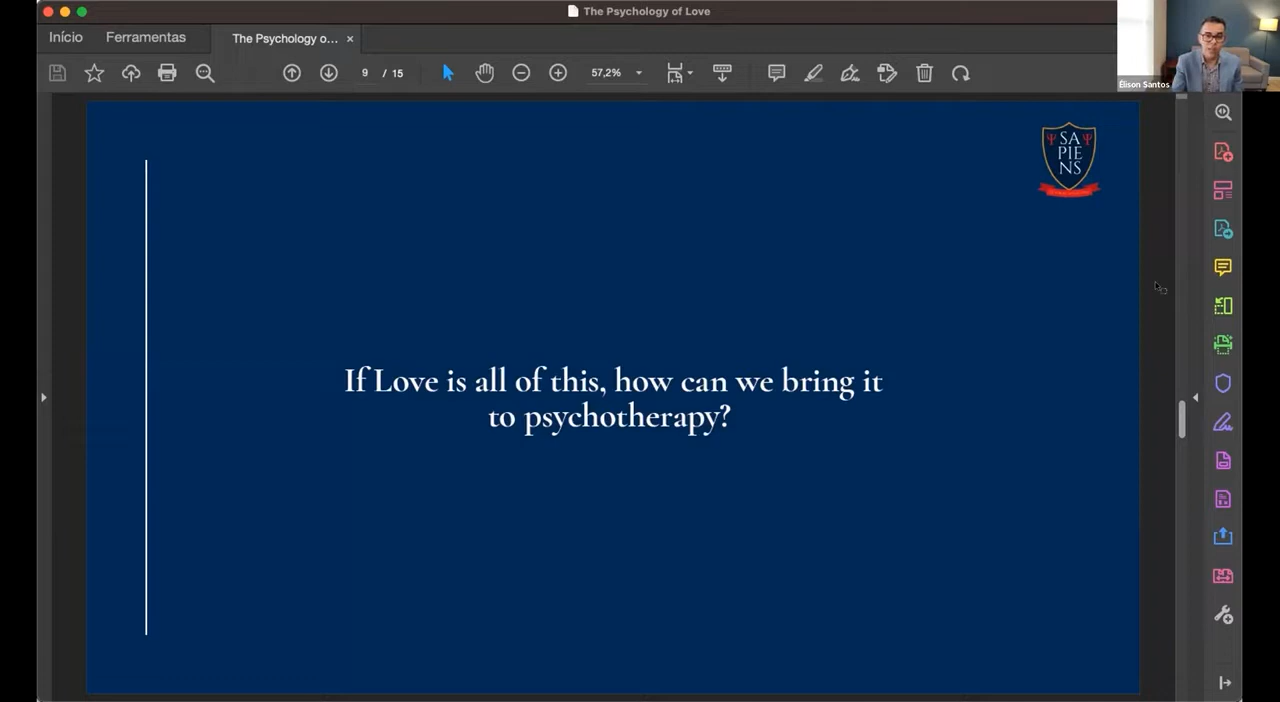 The Psychology of Love
Início
Ferramentas
The Psychology o...
9 / 15
57,2%
Élison Santos
SA
PIE
NS
If Love is all of this, how can we bring it
to psychotherapy?